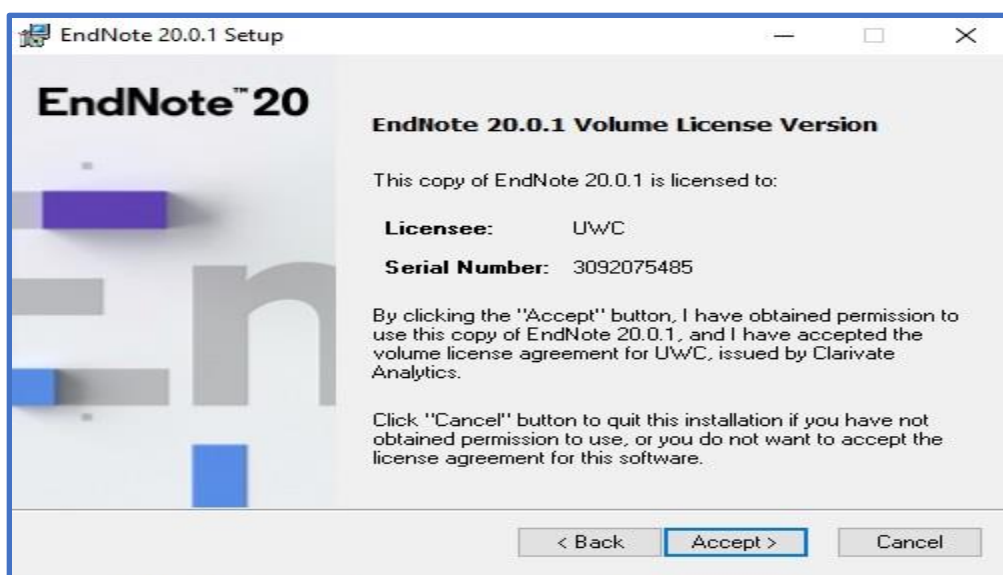 EndNote 20.0.1 Setup
EndNote™20
EndNote 20.0.1 Volume License Version
This copy of EndNote 20.0.1 is licensed to:
Licensee: UWC
Serial Number: 3092075485
By clicking the "Accept" button, I have obtained permission to
use this copy of EndNote 20.0.1, and I have accepted the
volume license agreement for UWC, issued by Clarivate
Analytics.
Click "Cancel" button to quit this installation if you have not
obtained permission to use, or you do not want to accept the
license agreement for this software.
< Back
Accept >
Cancel